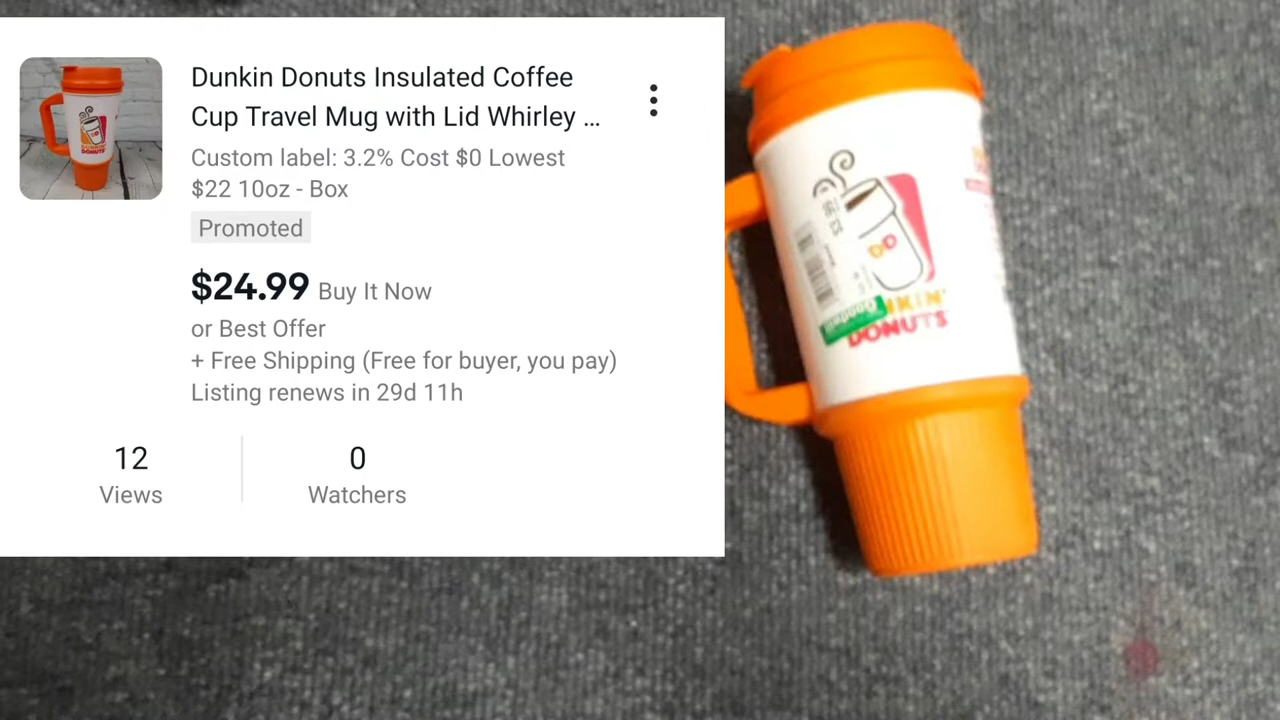 Dunkin Donuts Insulated Coffee
Cup Travel Mug with Lid Whirley ...
Custom label: 3.2% Cost $0 Lowest
$22 10oz - Box
Promoted
$24.99 Buy It Now
or Best Offer
+ Free Shipping (Free for buyer, you pay)
Listing renews in 29d 11h
12
Views
0
Watchers
DD
DONUTS